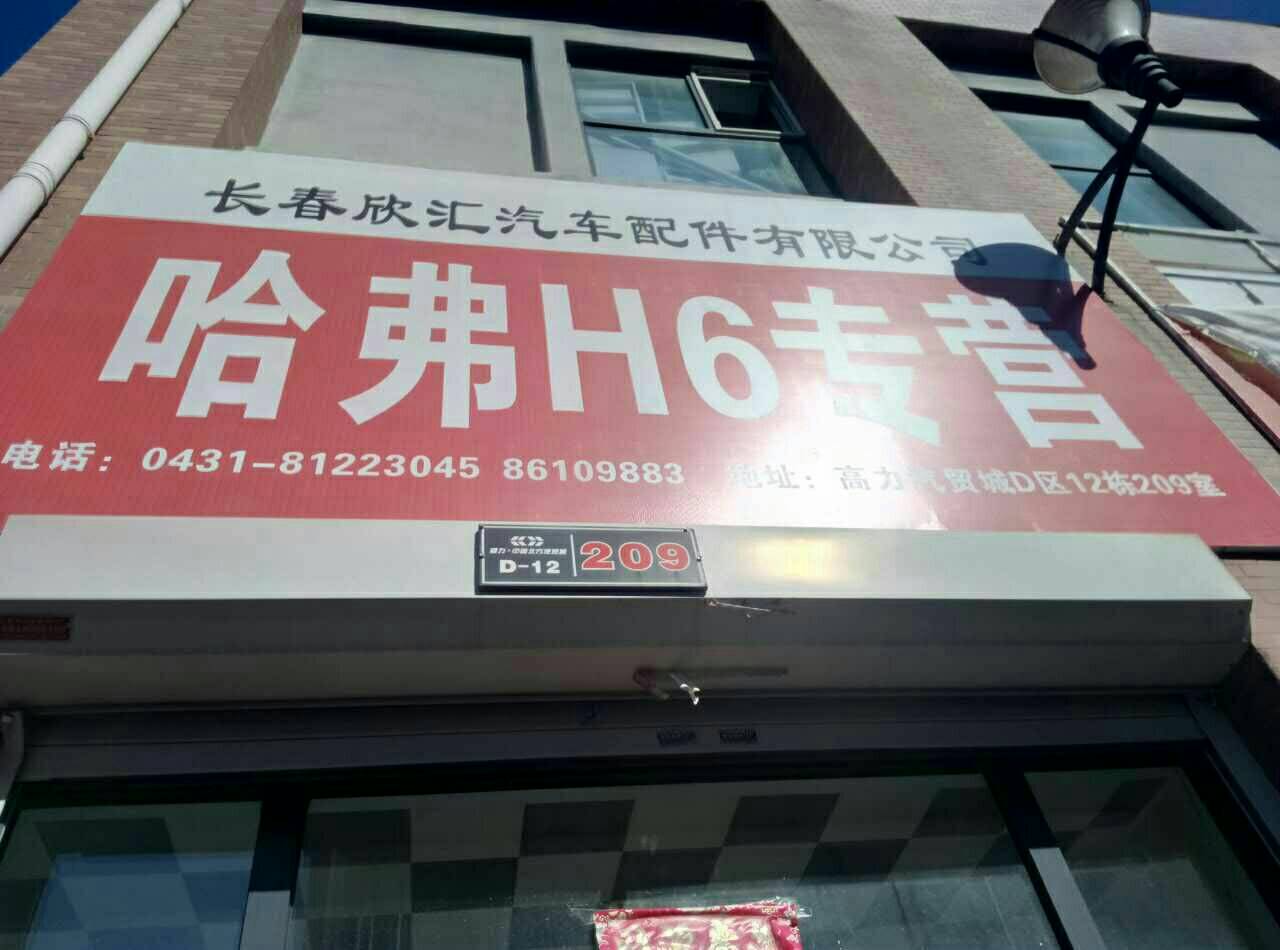 长春欣汇汽车配件有限公司
哈弗H6专营
电话：0431-81223045 86109883 地址：高力汽贸城D区12栋209室
D-12 209